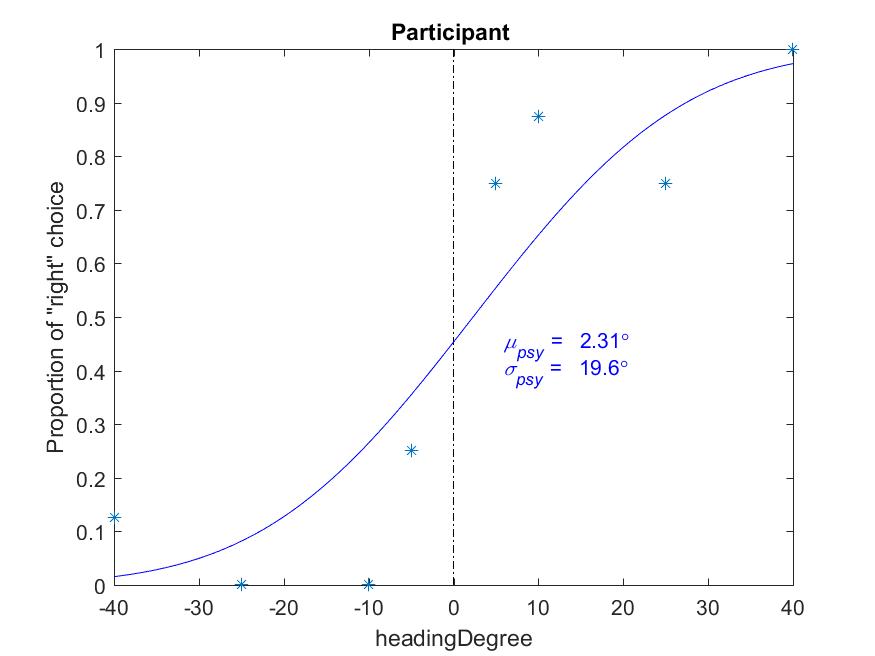 Participant
1
0.9
0.8
0.7
0.6
0.5
0.4
0.3
0.2
0.1
0
Proportion of "right" choice
μpsy = 2.31°
σpsy = 19.6°
-40 -30 -20 -10 0 10 20 30 40
headingDegree